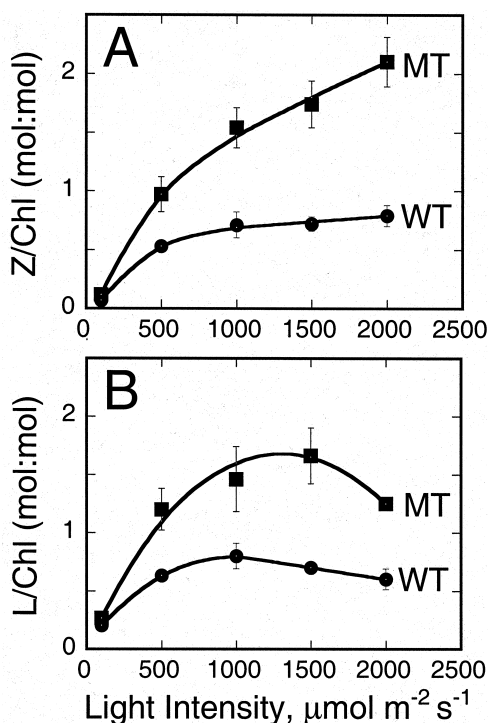 A
MT
WT
Z/Chl (mol:mol)
2
1
0
0 500 1000 1500 2000 2500
B
MT
WT
L/Chl (mol:mol)
2
1
0
0 500 1000 1500 2000 2500
Light Intensity, μmol m-2 s-1